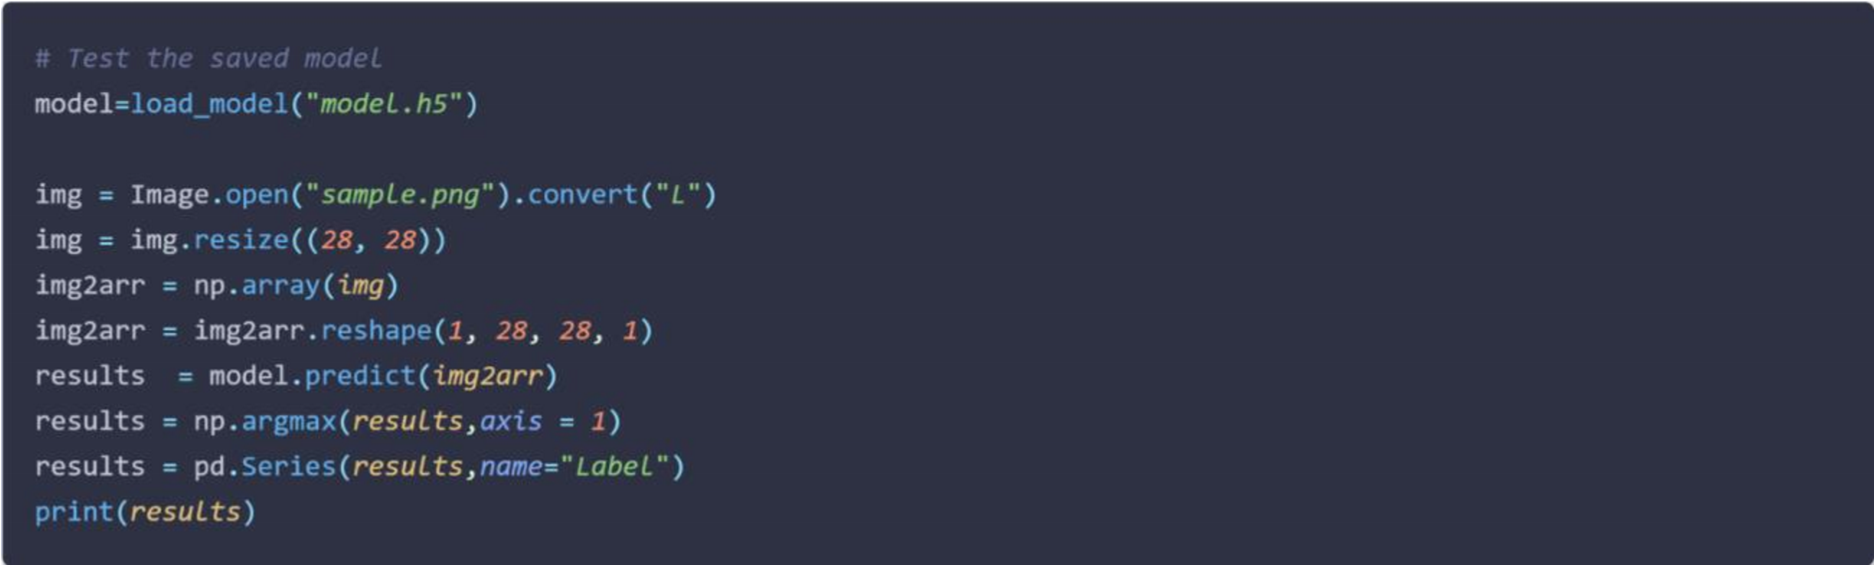 # Test the saved model
model=load_model("model.h5")
img = Image.open("sample.png").convert("L")
img = img.resize((28, 28))
img2arr = np.array(img)
img2arr = img2arr.reshape(1, 28, 28, 1)
results  = model.predict(img2arr)
results = np.argmax(results,axis = 1)
results = pd.Series(results,name="Label")
print(results)